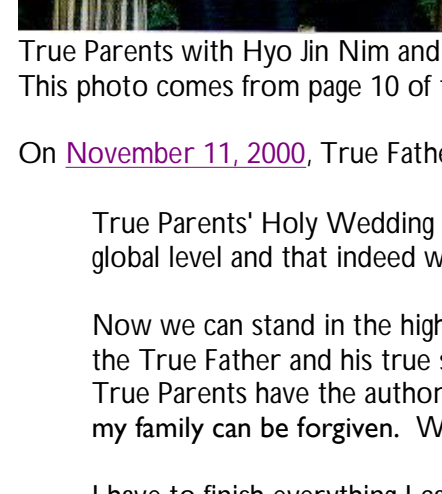 True Parents with Hyo Jin Nim and
This photo comes from page 10 of
On November 11, 2000, True Fathe
True Parents' Holy Wedding
global level and that indeed w
Now we can stand in the high
the True Father and his true
True Parents have the author
my family can be forgiven. W
I have to finish everything I